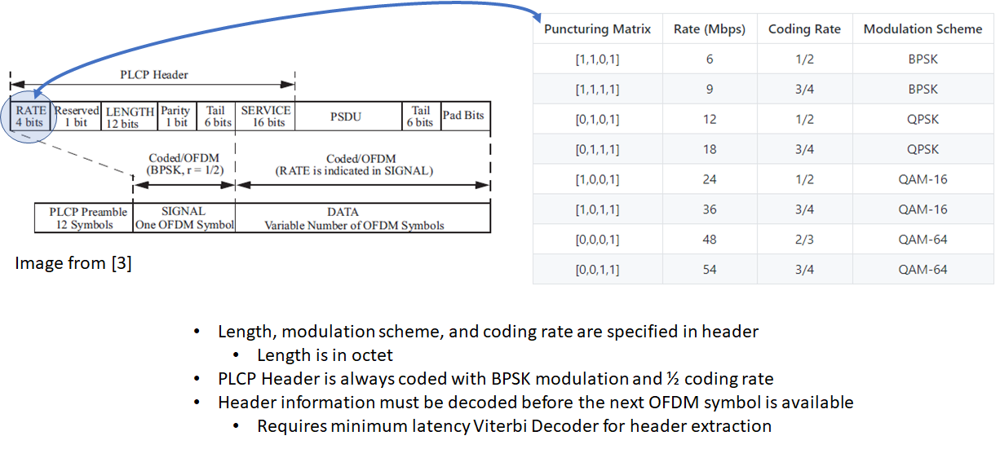 PLCP Header
RATE
4 bits
Reserved
1 bit
LENGTH
12 bits
Parity
1 bit
Tail
6 bits
SERVICE
16 bits
PSDU
Tail
6 bits
Pad Bits
Coded/OFDM
(BPSK, r = 1/2)
Coded/OFDM
(RATE is indicated in SIGNAL)
PLCP Preamble
12 Symbols
SIGNAL
One OFDM Symbol
DATA
Variable Number of OFDM Symbols
Image from [3]
Puncturing Matrix Rate (Mbps) Coding Rate Modulation Scheme
[1,1,0,1] 6 1/2 BPSK
[1,1,1,1] 9 3/4 BPSK
[0,1,0,1] 12 1/2 QPSK
[0,1,1,1] 18 3/4 QPSK
[1,0,0,1] 24 1/2 QAM-16
[1,0,1,1] 36 3/4 QAM-16
[0,0,0,1] 48 2/3 QAM-64
[0,0,1,1] 54 3/4 QAM-64
• Length, modulation scheme, and coding rate are specified in header
• Length is in octet
• PLCP Header is always coded with BPSK modulation and ½ coding rate
• Header information must be decoded before the next OFDM symbol is available
• Requires minimum latency Viterbi Decoder for header extraction